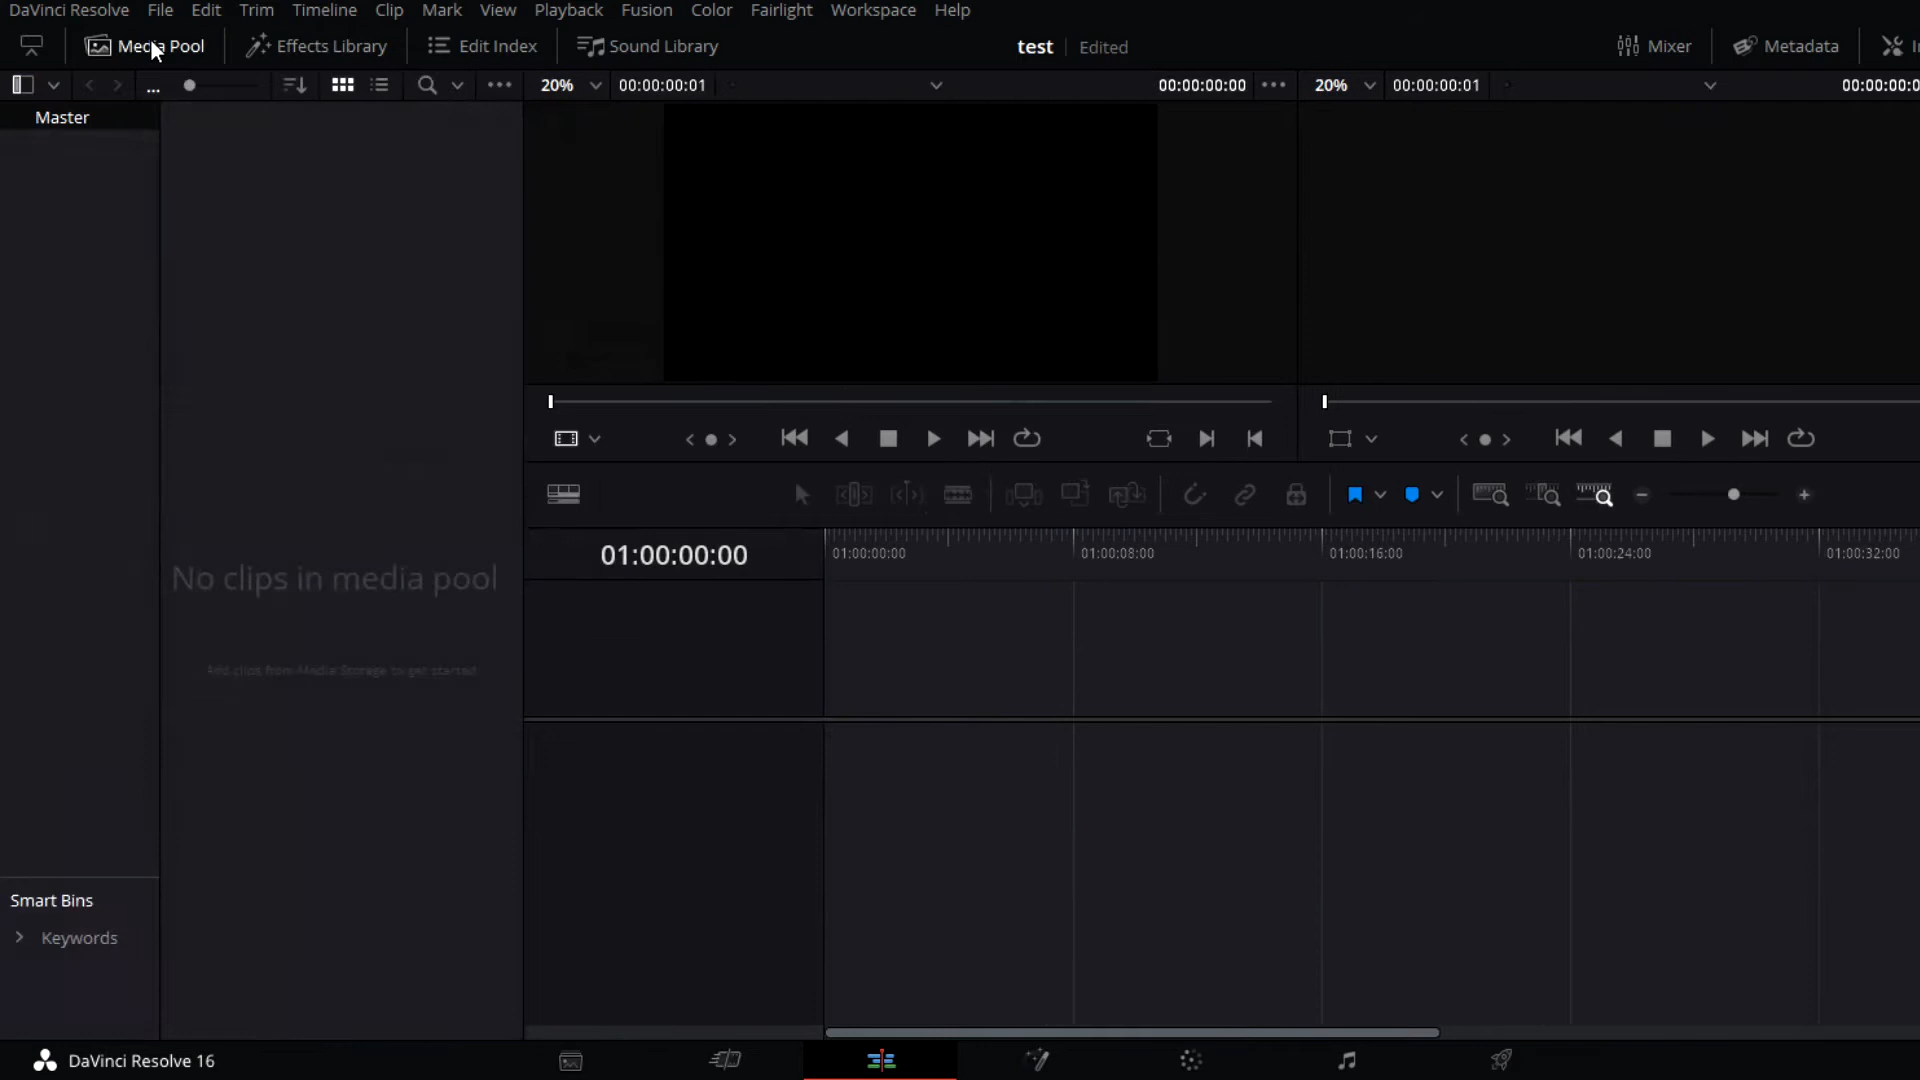 DaVinci Resolve File Edit Trim Timeline Clip Mark View Playback Fusion Color Fairlight Workspace Help
Media Pool Effects Library Edit Index Sound Library test Edited Mixer Metadata
... 20% 00:00:00:01 00:00:00:00 20% 00:00:00:01 00:00:00:0
Master
No clips in media pool
Add clips from Media Storage to get started
01:00:00:00
01:00:00:00 01:00:08:00 01:00:16:00 01:00:24:00 01:00:32:00
Smart Bins
Keywords
DaVinci Resolve 16